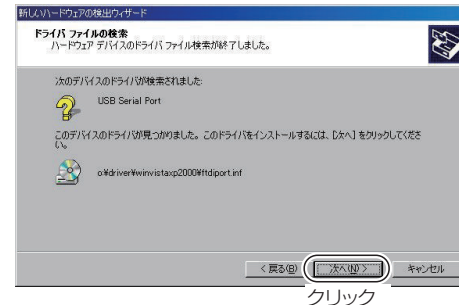 新しいハードウェアの検出ウィザード
ドライバ ファイルの検索
ハードウェア デバイスのドライバ ファイル検索が終了しました。
次のデバイスのドライバが検索されました:
USB Serial Port
このデバイスのドライバが見つかりました。このドライバをインストールするには、[次へ] をクリックしてくださ
い。
o:¥driver¥winvistaxp2000¥ftdiport.inf
< 戻る(B)
次へ(N) >
キャンセル
クリック